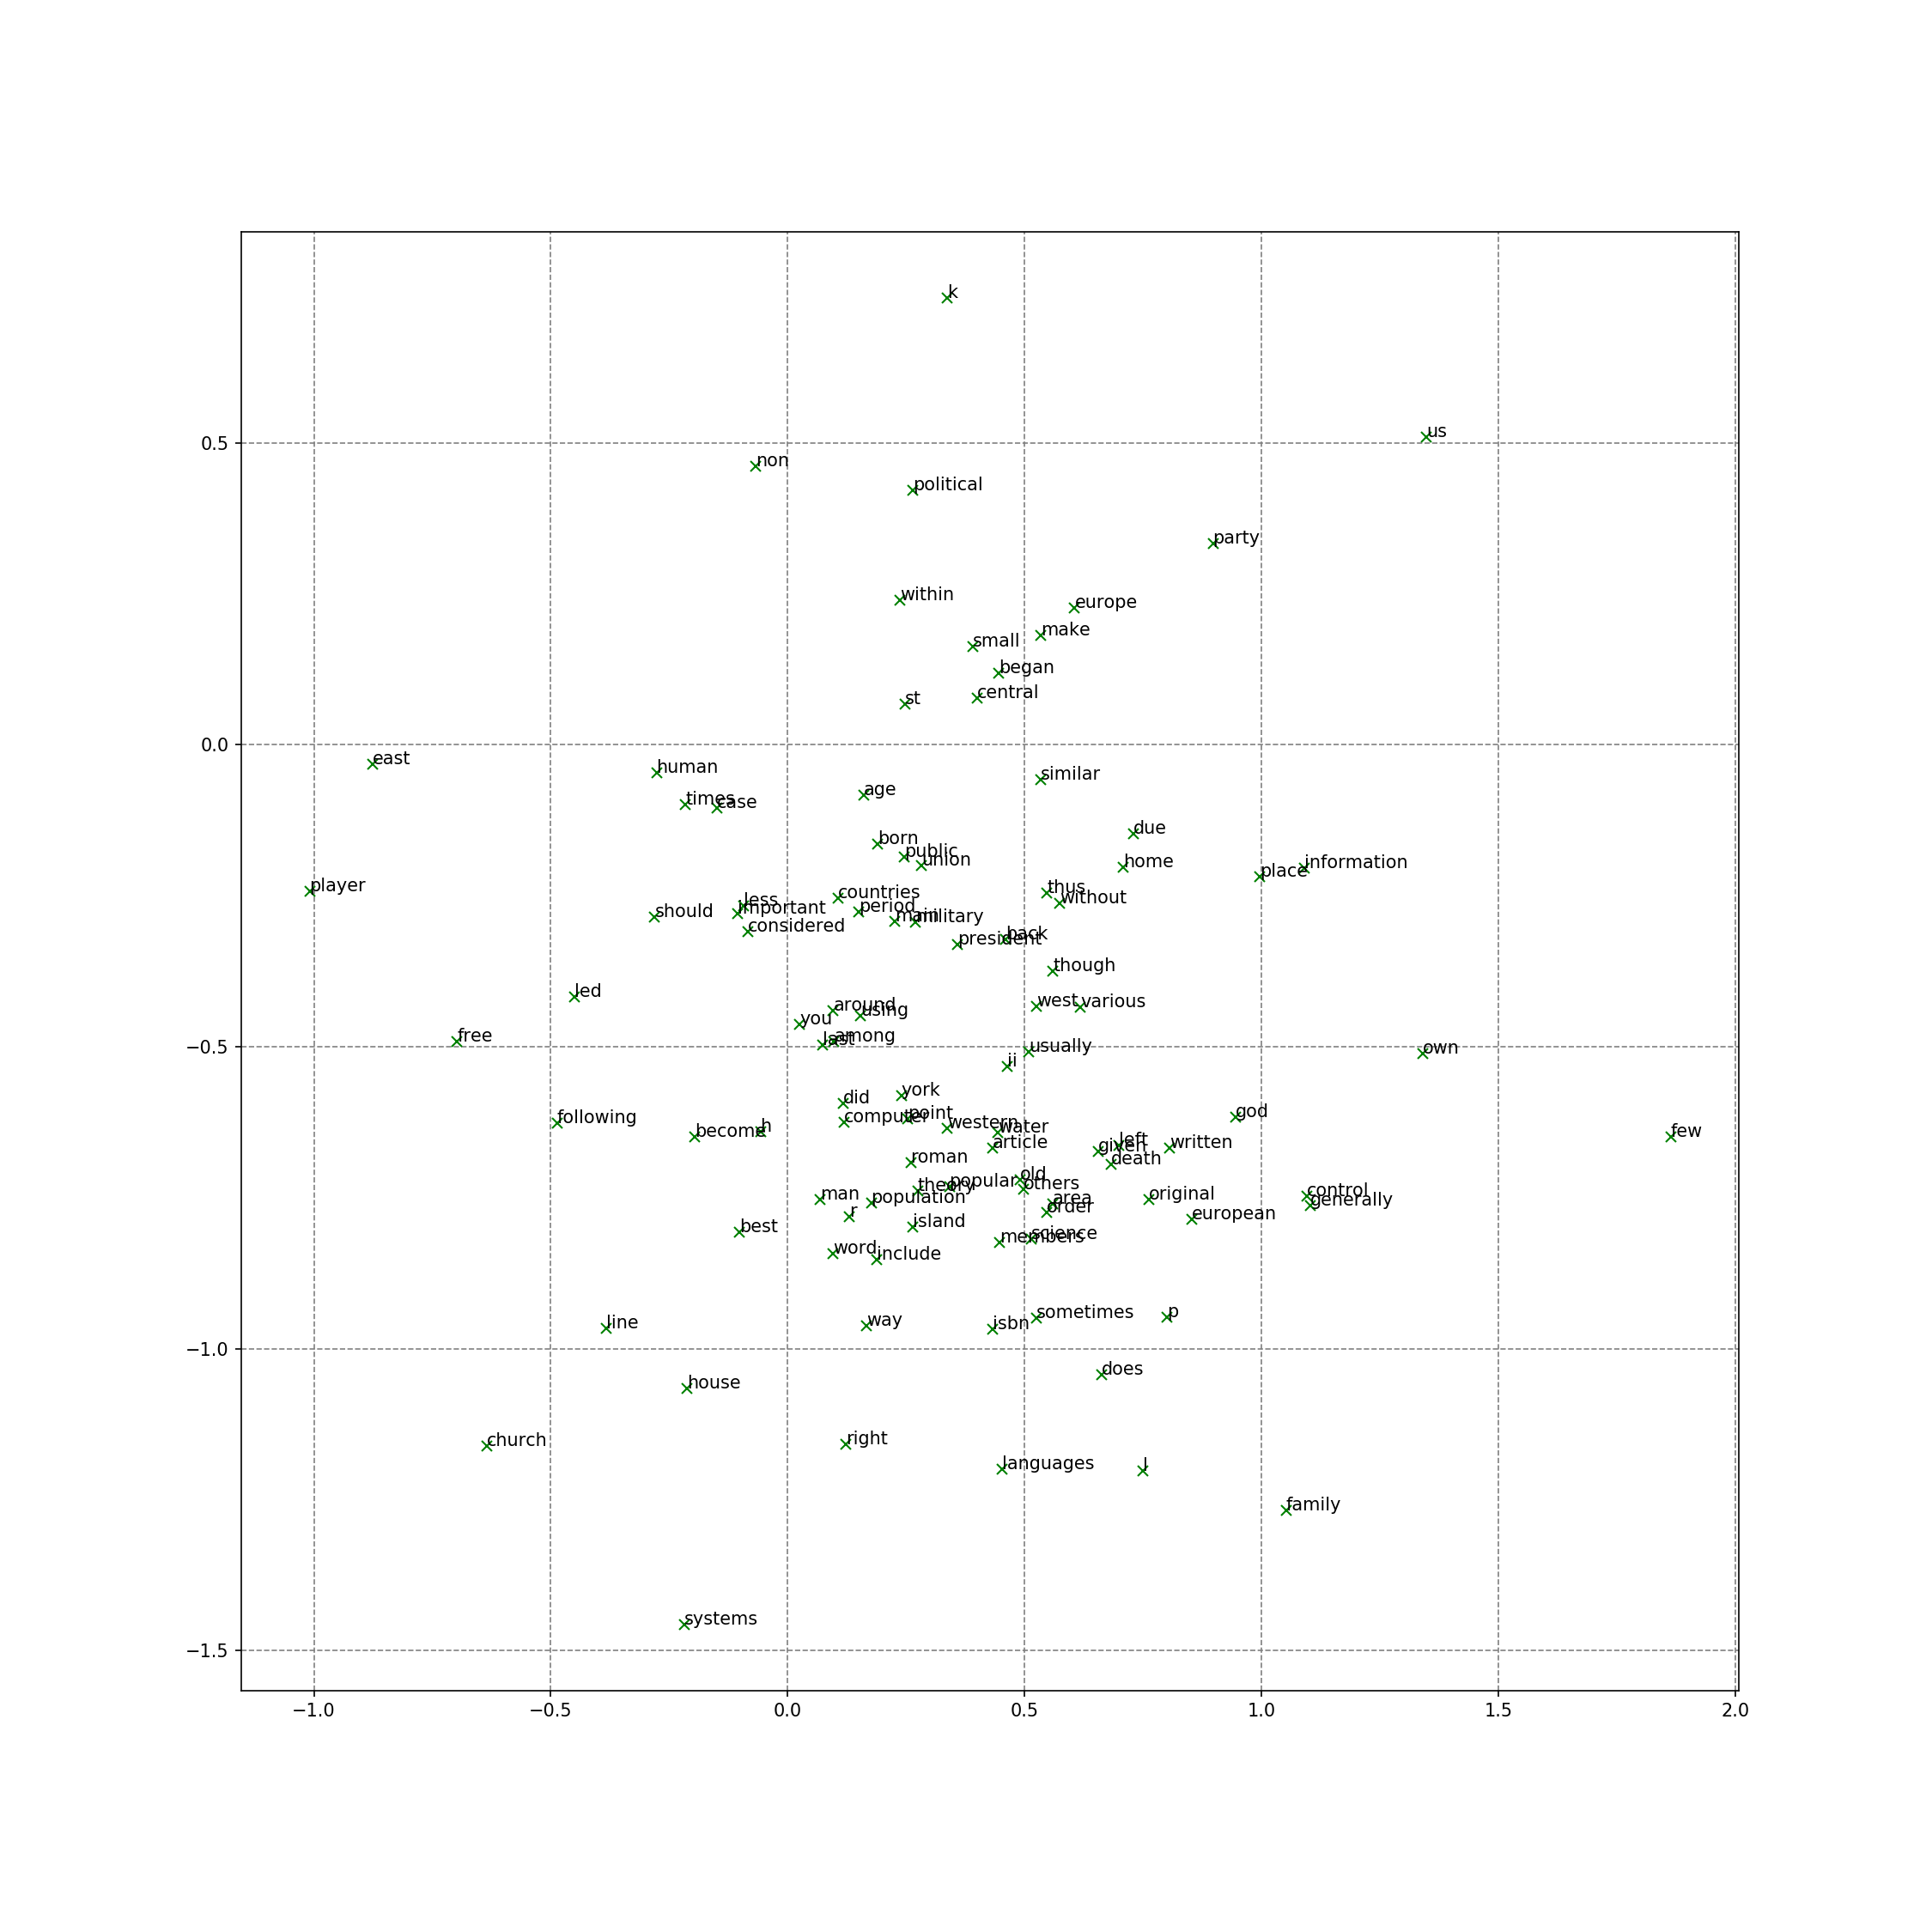 k
us
0.5
non
political
party
within
europe
make
small
began
central
st
0.0
east
human
similar
times
case
age
due
born
public
union
home
information
place
player
thus
countries
without
less
period
important
should
main
military
considered
back
president
though
led
west
various
around
using
you
free
among
last
−0.5
usually
own
ii
york
did
god
point
following
computer
western
h
water
become
few
left
article
given
written
death
roman
old
popular
theory
others
control
man
original
population
area
generally
order
r
european
island
best
science
members
word
include
sometimes
p
way
isbn
line
−1.0
does
house
right
church
languages
l
family
systems
−1.5
−1.0 −0.5 0.0 0.5 1.0 1.5 2.0